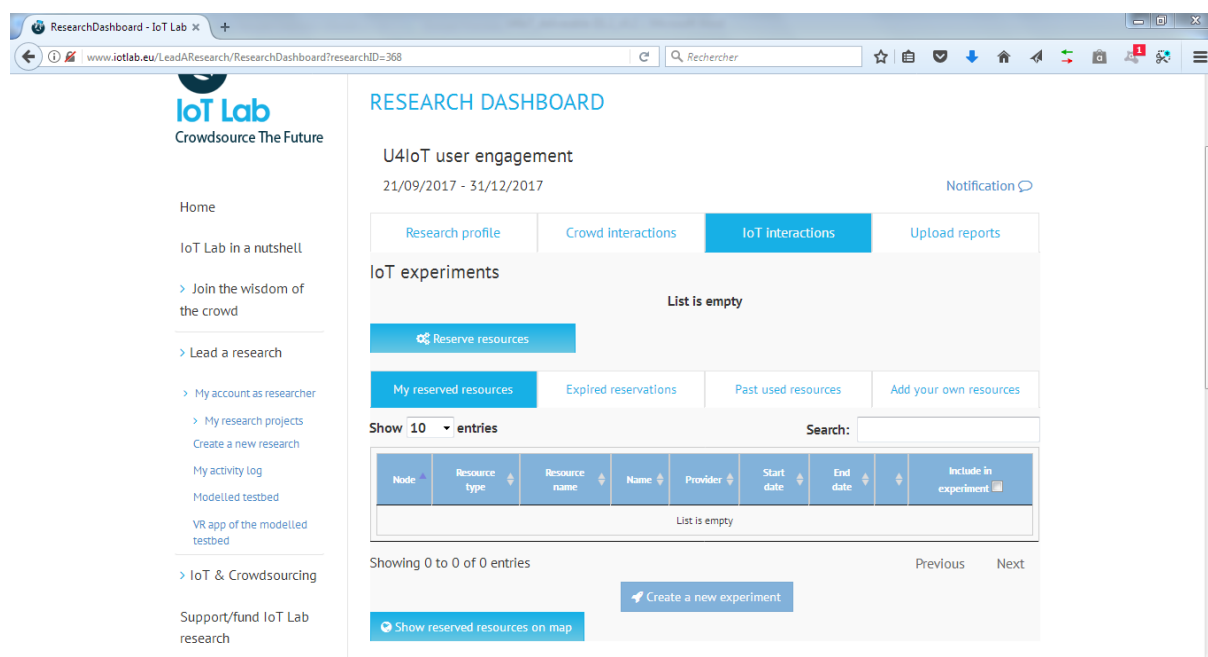 ResearchDashboard - IoT Lab
www.iotlab.eu/LeadAResearch/ResearchDashboard?researchID=368
Rechercher
1
IoT Lab
Crowdsource The Future
Home
IoT Lab in a nutshell
> Join the wisdom of
the crowd
> Lead a research
> My account as researcher
> My research projects
Create a new research
My activity log
Modelled testbed
VR app of the modelled
testbed
> IoT & Crowdsourcing
Support/fund IoT Lab
research
RESEARCH DASHBOARD
U4IoT user engagement
21/09/2017 - 31/12/2017
Notification
Research profile
Crowd interactions
IoT interactions
Upload reports
IoT experiments
List is empty
Reserve resources
My reserved resources
Expired reservations
Past used resources
Add your own resources
Show 10 entries
Search:
Node
Resource
type
Resource
name
Name
Provider
Start
date
End
date
Include in
experiment
List is empty
Showing 0 to 0 of 0 entries
Previous
Next
Create a new experiment
Show reserved resources on map